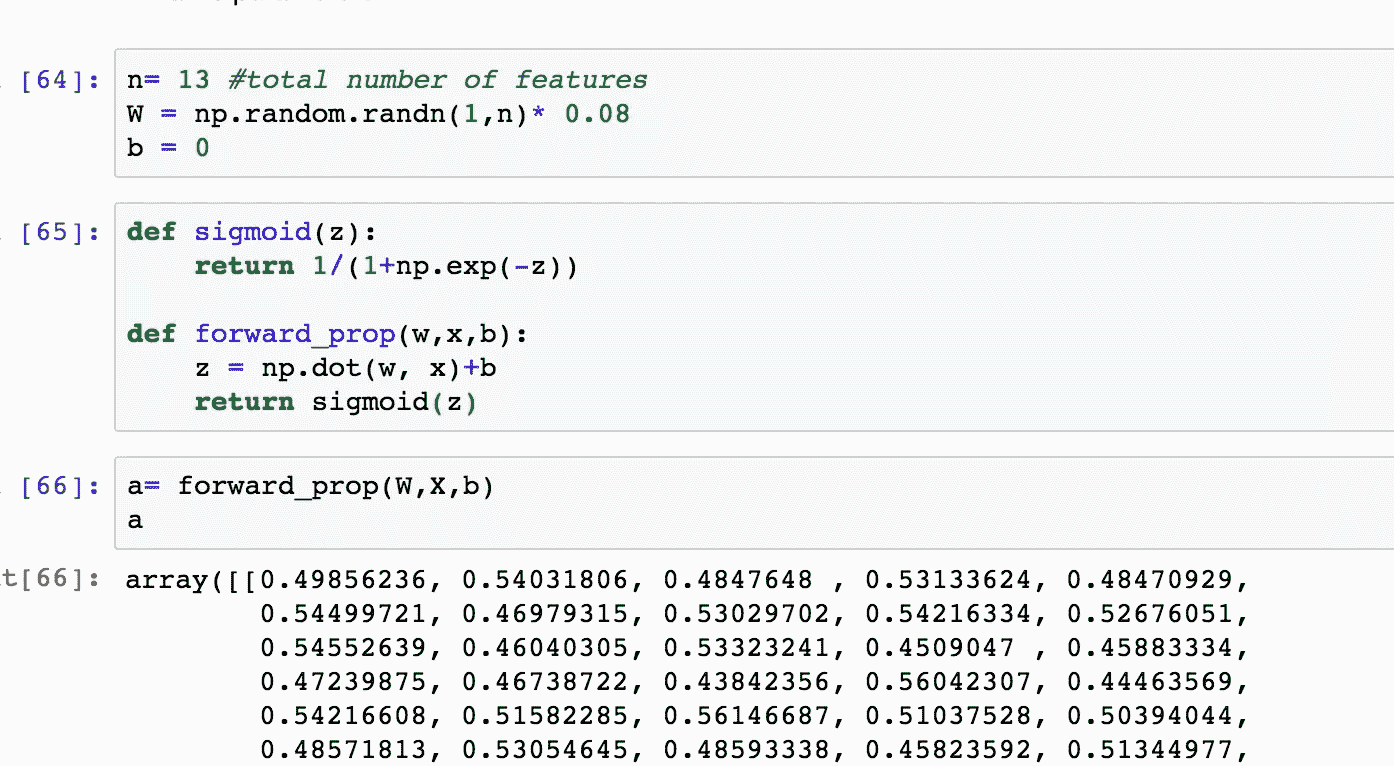 [64]: n= 13 #total number of features
W = np.random.randn(1,n)* 0.08
b = 0
[65]: def sigmoid(z):
return 1/(1+np.exp(-z))
def forward_prop(w,x,b):
z = np.dot(w, x)+b
return sigmoid(z)
[66]: a= forward_prop(W,X,b)
a
t[66]: array([[0.49856236, 0.54031806, 0.4847648 , 0.53133624, 0.48470929,
0.54499721, 0.46979315, 0.53029702, 0.54216334, 0.52676051,
0.54552639, 0.46040305, 0.53323241, 0.4509047 , 0.45883334,
0.47239875, 0.46738722, 0.43842356, 0.56042307, 0.44463569,
0.54216608, 0.51582285, 0.56146687, 0.51037528, 0.50394044,
0.48571813, 0.53054645, 0.48593338, 0.45823592, 0.51344977,